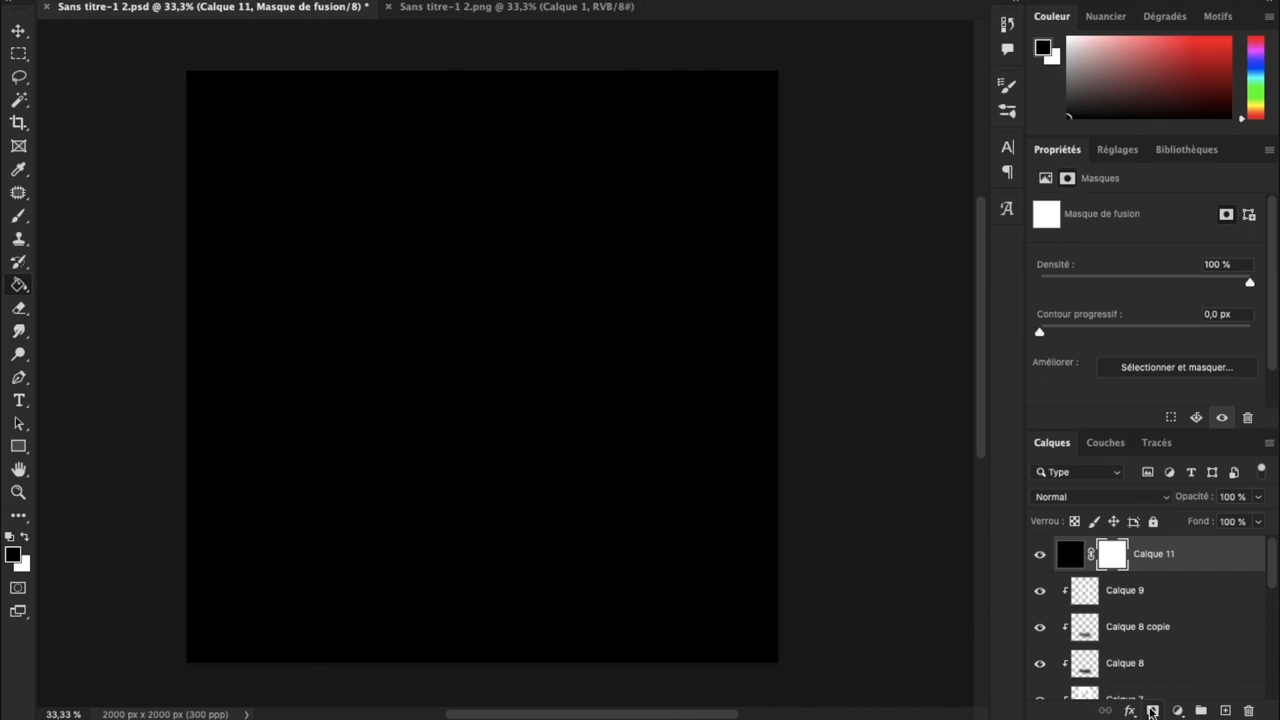 Sans titre-1 2.psd @ 33,3% (Calque 11, Masque de fusion/8) *
Sans titre-1 2.png @ 33,3% (Calque 1, RVB/8#)
Couleur Nuancier Dégradés Motifs
Propriétés Réglages Bibliothèques
Masques
Masque de fusion
Densité : 100 %
Contour progressif : 0,0 px
Améliorer : Sélectionner et masquer...
Calques Couches Tracés
Type
Normal Opacité : 100 %
Verrou : Fond : 100 %
Calque 11
Calque 9
Calque 8 copie
Calque 8
Calque 7
33,33 % 2000 px x 2000 px (300 ppp)